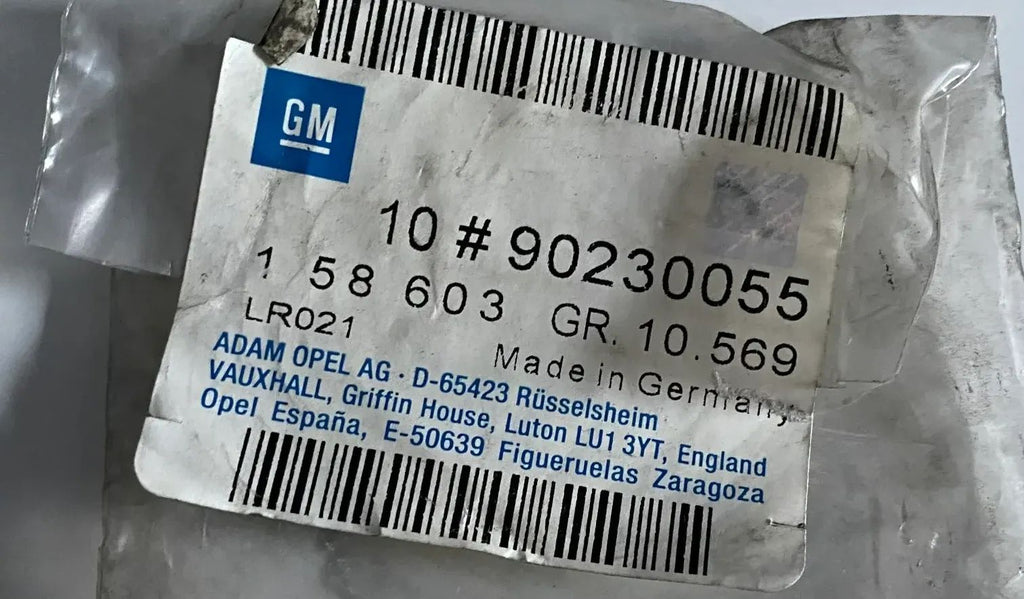 GM
10 # 90230055
1 58 603 GR. 10.569
LR021 Made in Germany
ADAM OPEL AG · D-65423 Rüsselsheim
VAUXHALL, Griffin House, Luton LU1 3YT, England
Opel España, E-50639 Figueruelas Zaragoza